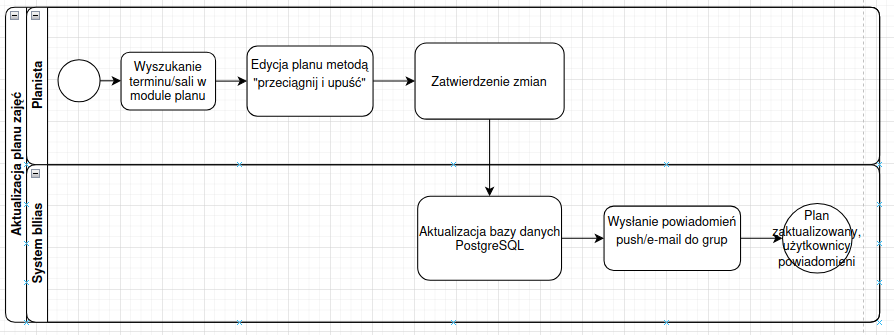 Aktualizacja planu zajęć
Planista
Wyszukanie
terminu/sali w
module planu
Edycja planu metodą
"przeciągnij i upuść"
Zatwierdzenie zmian
System bIlias
Aktualizacja bazy danych
PostgreSQL
Wysłanie powiadomień
push/e-mail do grup
Plan
zaktualizowany,
użytkownicy
powiadomieni